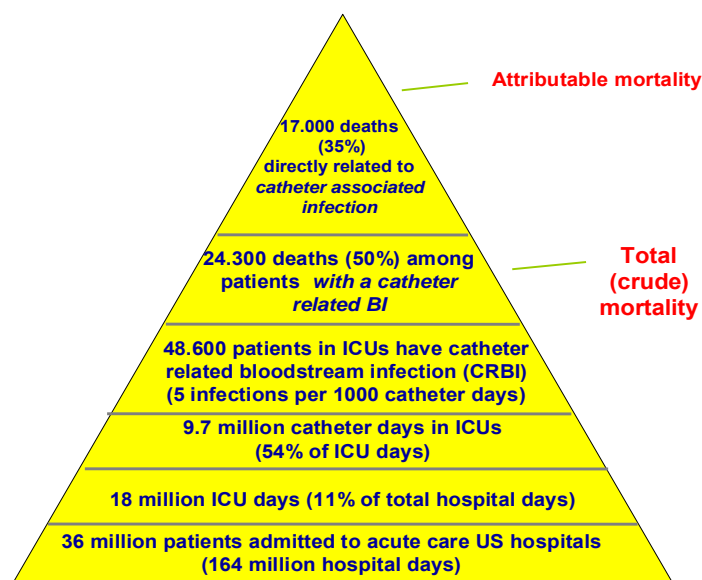 Attributable mortality
17.000 deaths
(35%)
directly related to
catheter associated
infection
24.300 deaths (50%) among
patients with a catheter
related BI
Total
(crude)
mortality
48.600 patients in ICUs have catheter
related bloodstream infection (CRBI)
(5 infections per 1000 catheter days)
9.7 million catheter days in ICUs
(54% of ICU days)
18 million ICU days (11% of total hospital days)
36 million patients admitted to acute care US hospitals
(164 million hospital days)